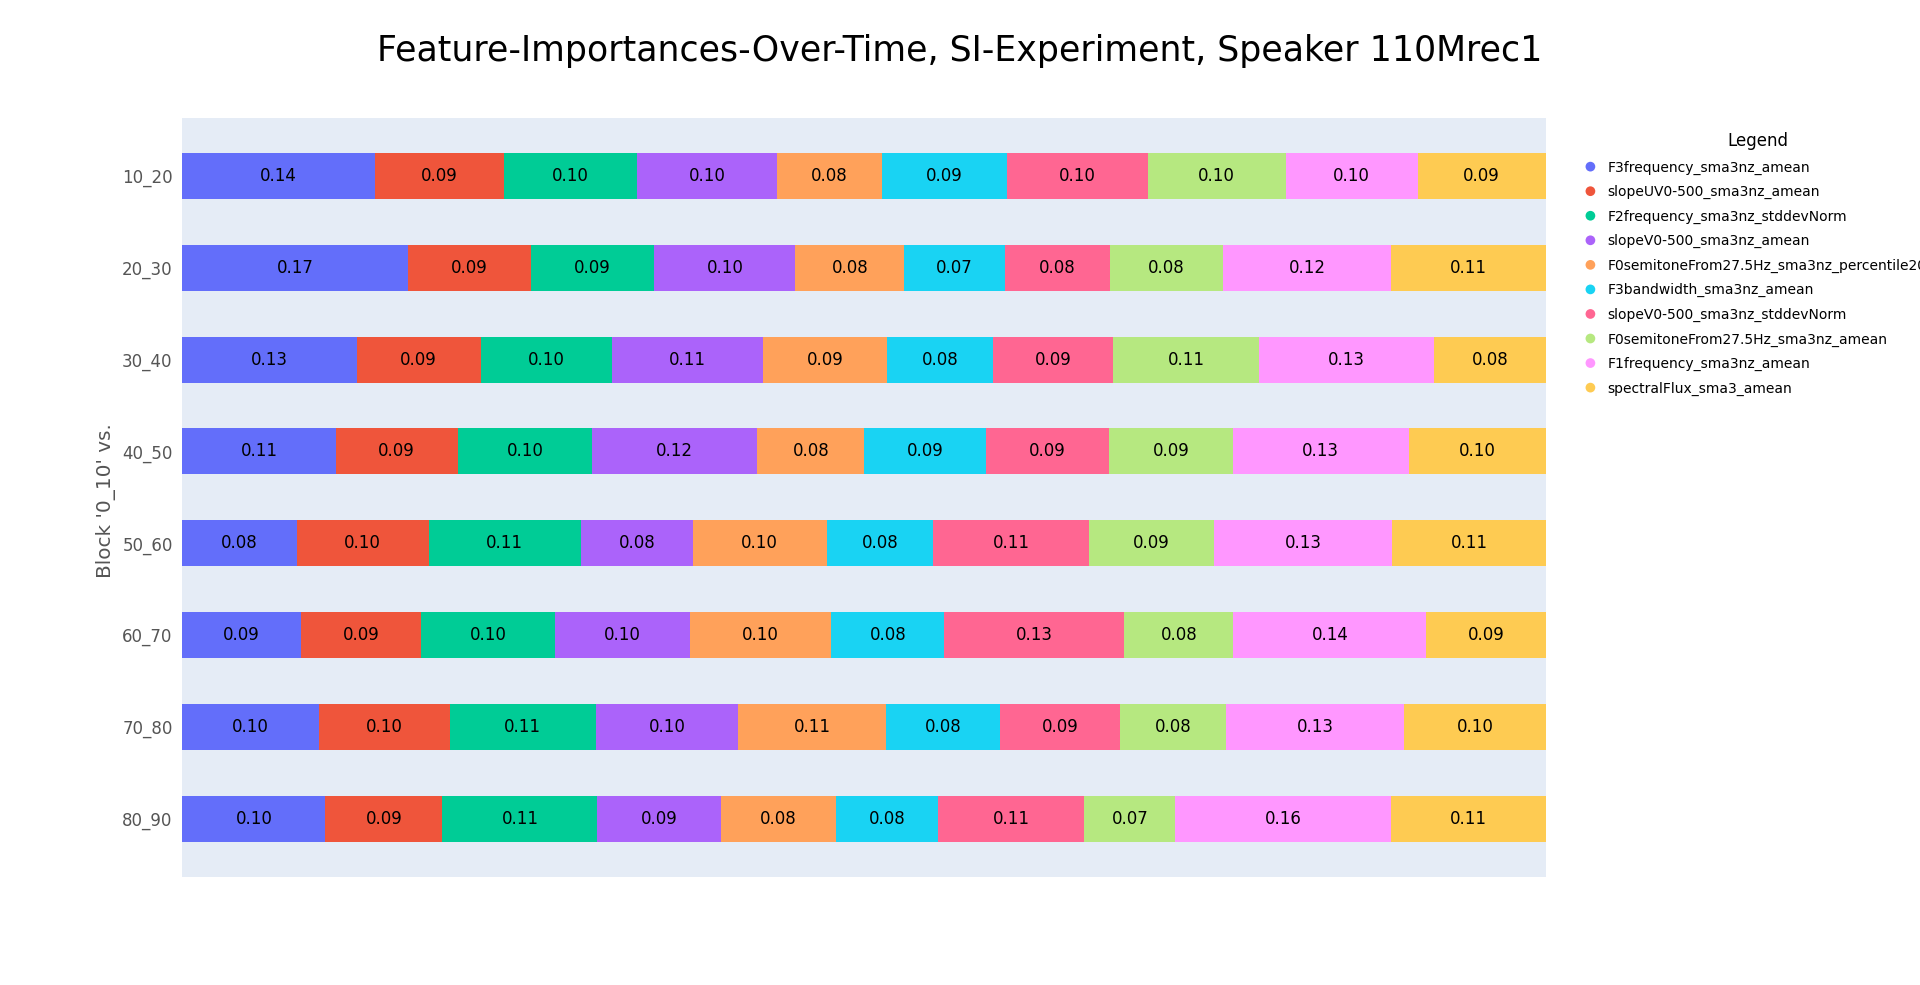 Feature-Importances-Over-Time, SI-Experiment, Speaker 110Mrec1
Block '0_10' vs.
10_20 0.14 0.09 0.10 0.10 0.08 0.09 0.10 0.10 0.10 0.09
20_30 0.17 0.09 0.09 0.10 0.08 0.07 0.08 0.08 0.12 0.11
30_40 0.13 0.09 0.10 0.11 0.09 0.08 0.09 0.11 0.13 0.08
40_50 0.11 0.09 0.10 0.12 0.08 0.09 0.09 0.09 0.13 0.10
50_60 0.08 0.10 0.11 0.08 0.10 0.08 0.11 0.09 0.13 0.11
60_70 0.09 0.09 0.10 0.10 0.10 0.08 0.13 0.08 0.14 0.09
70_80 0.10 0.10 0.11 0.10 0.11 0.08 0.09 0.08 0.13 0.10
80_90 0.10 0.09 0.11 0.09 0.08 0.08 0.11 0.07 0.16 0.11
Legend
F3frequency_sma3nz_amean
slopeUV0-500_sma3nz_amean
F2frequency_sma3nz_stddevNorm
slopeV0-500_sma3nz_amean
F0semitoneFrom27.5Hz_sma3nz_percentile20
F3bandwidth_sma3nz_amean
slopeV0-500_sma3nz_stddevNorm
F0semitoneFrom27.5Hz_sma3nz_amean
F1frequency_sma3nz_amean
spectralFlux_sma3_amean